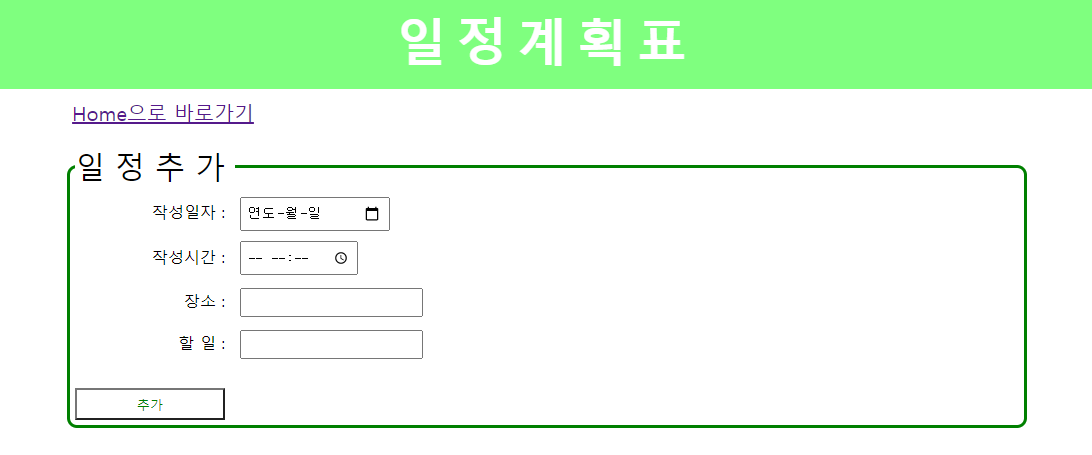 일 정 계 획 표
Home으로 바로가기
일 정 추 가
작성일자 : 연도-월-일
작성시간 : -- --:--
장소 :
할 일 :
추가